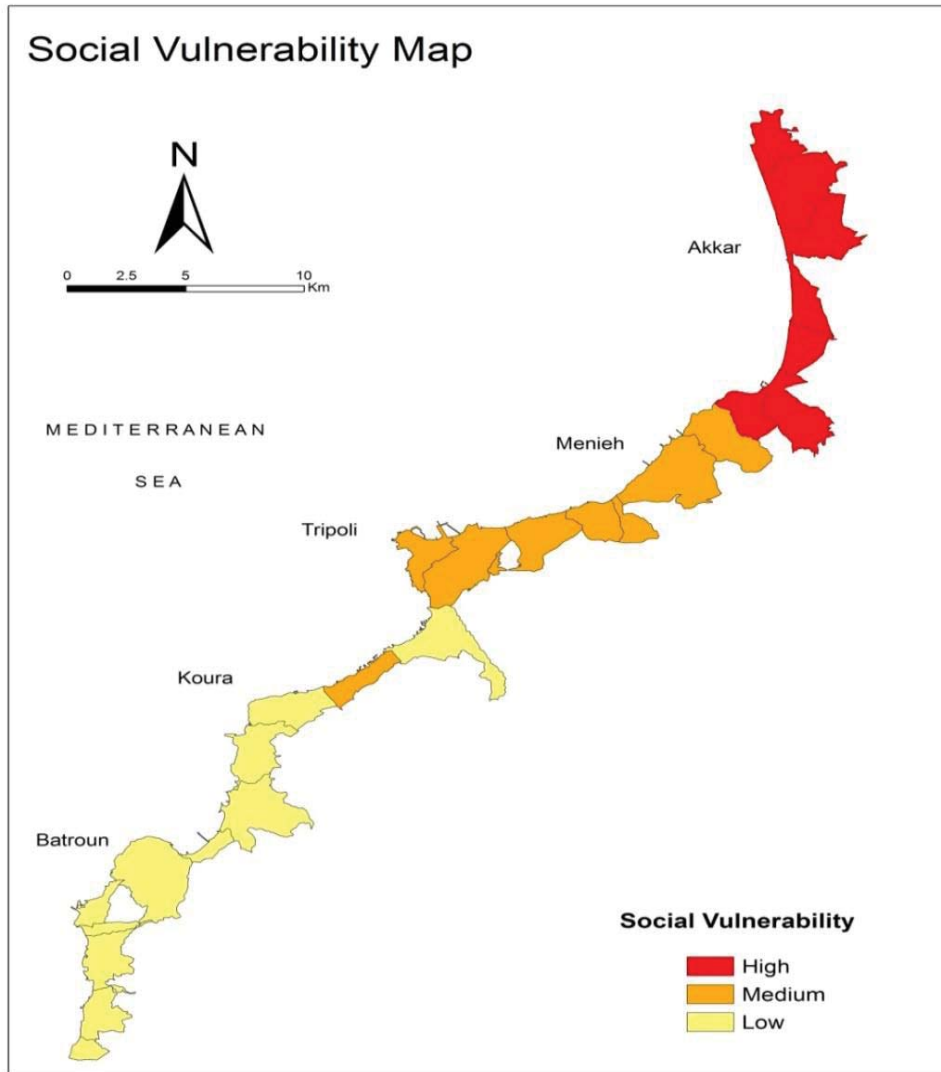 Social Vulnerability Map
N
0 2.5 5 10
Km
Akkar
MEDITERRANEAN
SEA
Menieh
Tripoli
Koura
Batroun
Social Vulnerability
High
Medium
Low